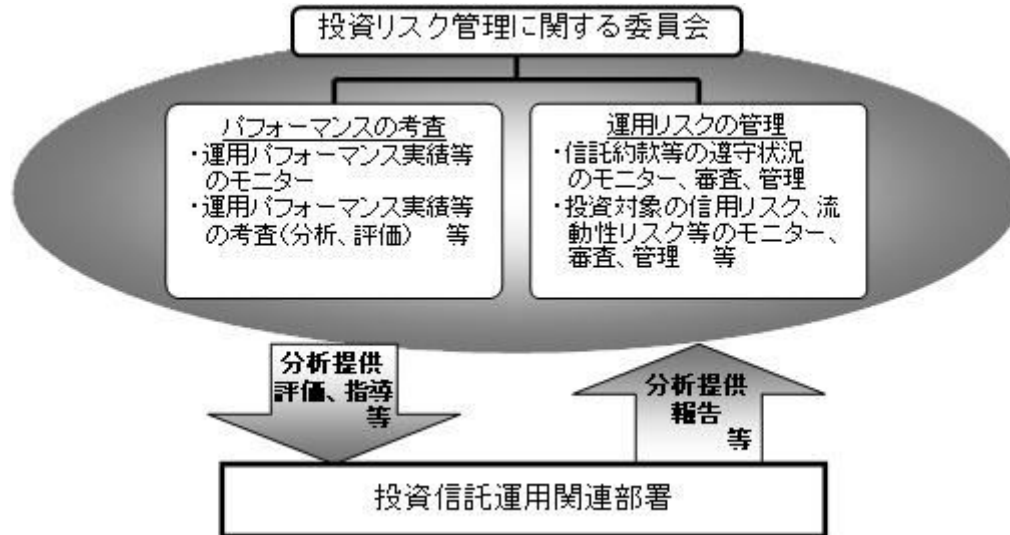 投資リスク管理に関する委員会
パフォーマンスの考査
・運用パフォーマンス実績等
のモニター
・運用パフォーマンス実績等
の考査(分析、評価) 等
運用リスクの管理
・信託約款等の遵守状況
のモニター、審査、管理
・投資対象の信用リスク、流
動性リスク等のモニター、
審査、管理 等
分析提供
評価、指導
等
分析提供
報告
等
投資信託運用関連部署